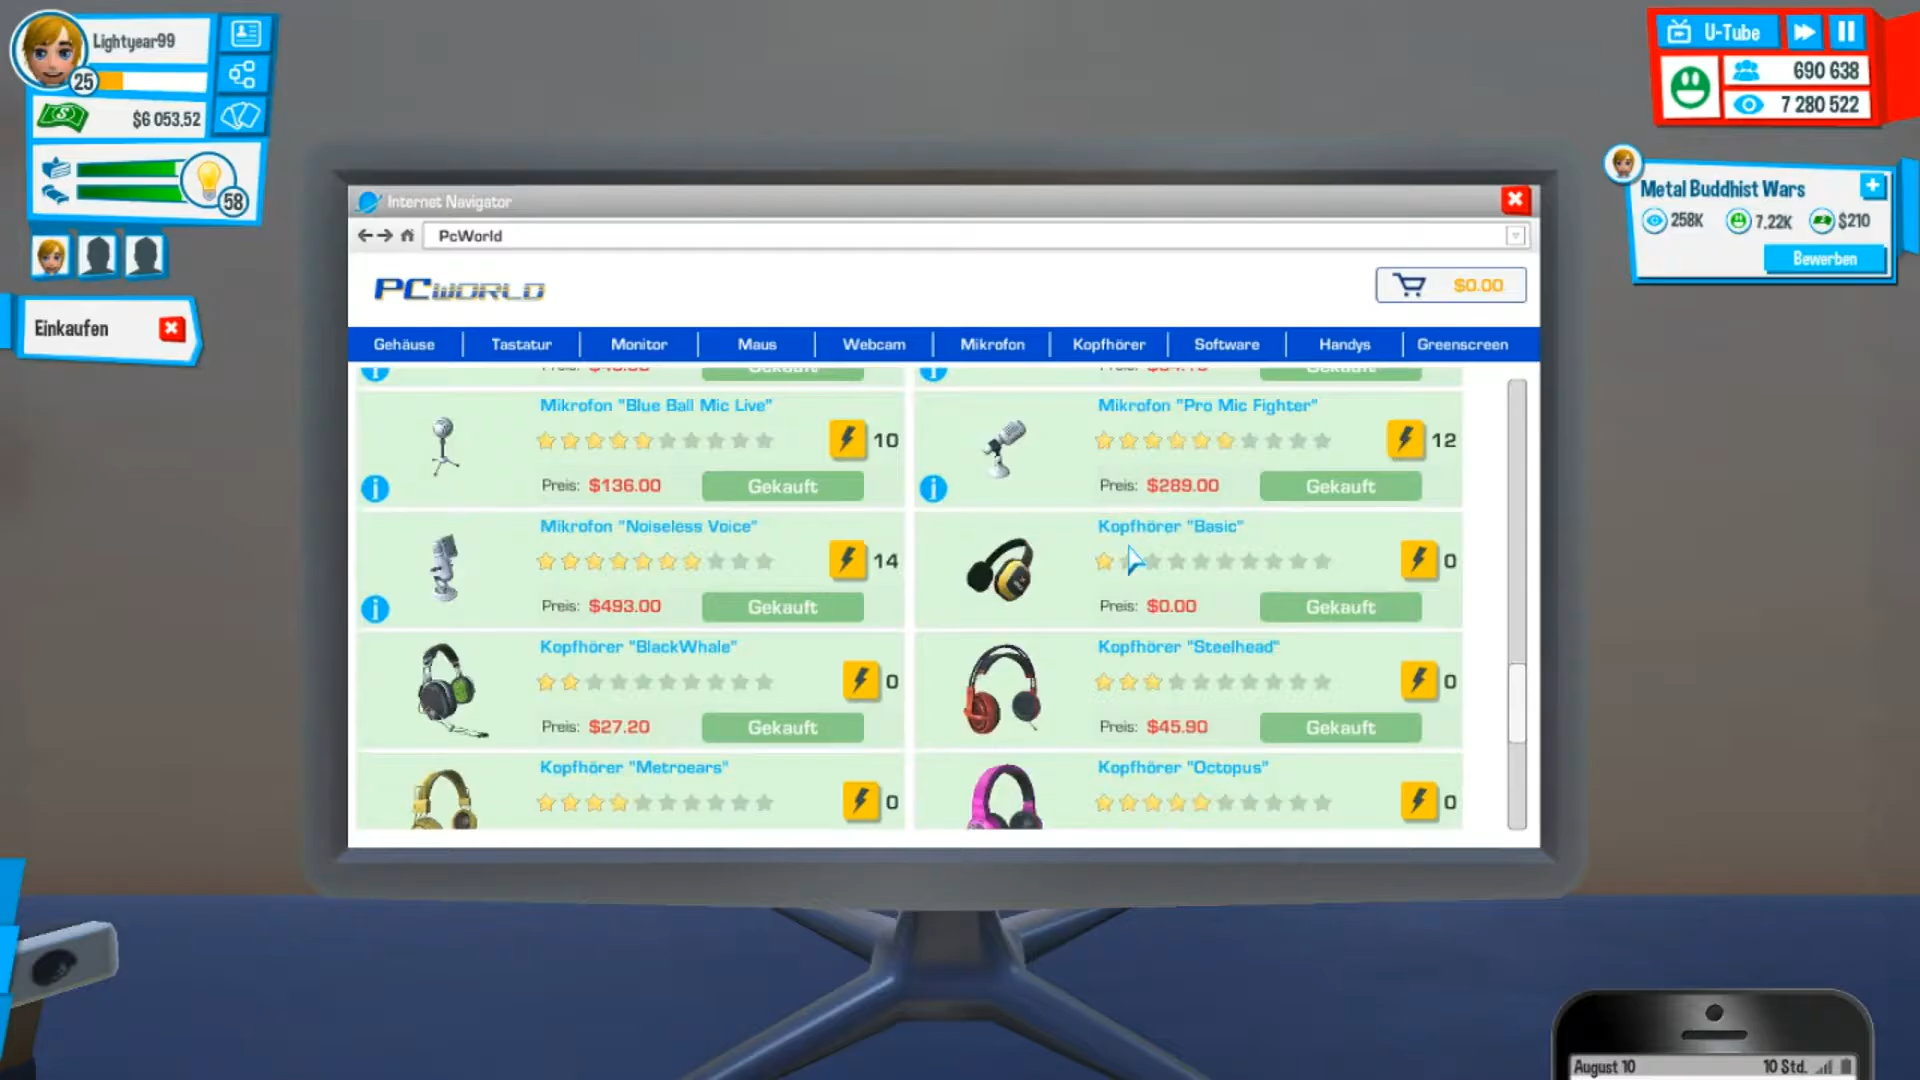 Lightyear99
25
$6 053,52
58
Einkaufen
U-Tube
690 638
7 280 522
Metal Buddhist Wars
258K
7.22K
$210
Bewerben
Internet Navigator
PcWorld
PCWORLD
$0.00
Gehäuse
Tastatur
Monitor
Maus
Webcam
Mikrofon
Kopfhörer
Software
Handys
Greenscreen
Mikrofon "Blue Ball Mic Live"
10
Preis: $136.00
Gekauft
Mikrofon "Pro Mic Fighter"
12
Preis: $289.00
Gekauft
Mikrofon "Noiseless Voice"
14
Preis: $493.00
Gekauft
Kopfhörer "Basic"
0
Preis: $0.00
Gekauft
Kopfhörer "BlackWhale"
0
Preis: $27.20
Gekauft
Kopfhörer "Steelhead"
0
Preis: $45.90
Gekauft
Kopfhörer "Metroears"
0
Kopfhörer "Octopus"
0
August 10
10 Std.